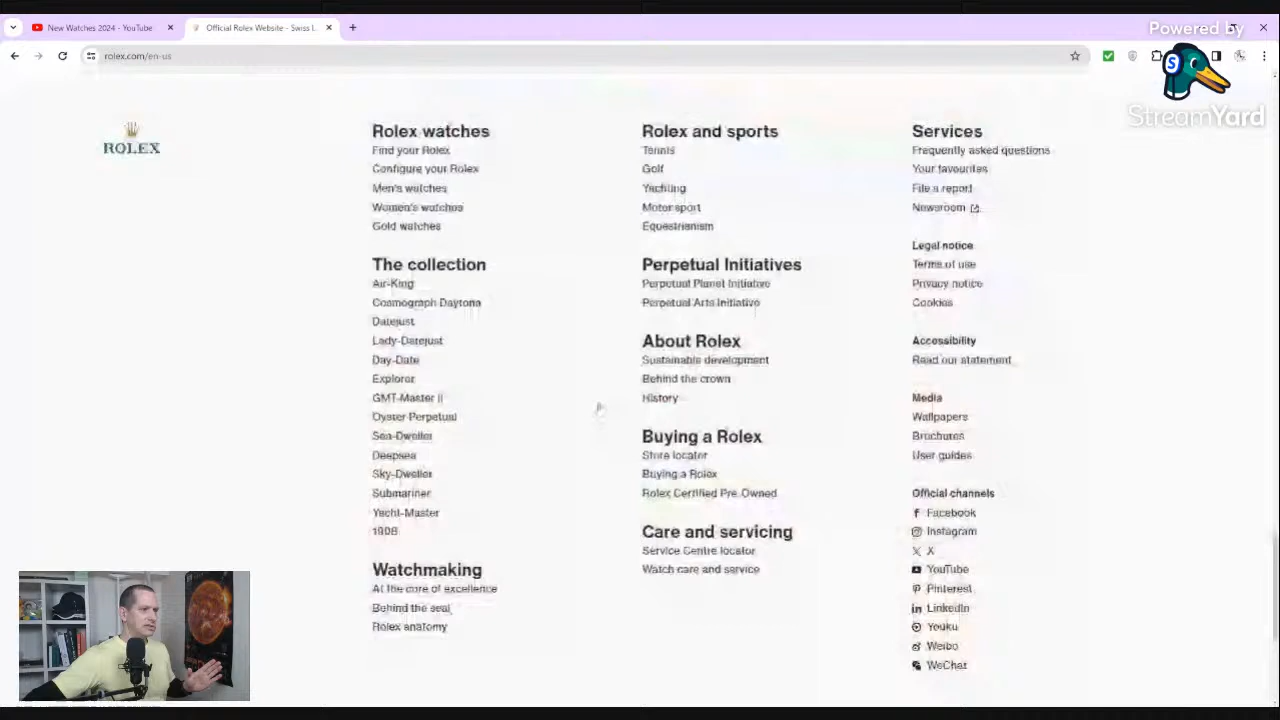 New Watches 2024 - YouTube
Official Rolex Website - Swiss l
rolex.com/en-us
Powered by
S
StreamYard
ROLEX
Rolex watches
Find your Rolex
Configure your Rolex
Men's watches
Women's watches
Gold watches
The collection
Air-King
Cosmograph Daytona
Datejust
Lady-Datejust
Day-Date
Explorer
GMT-Master II
Oyster Perpetual
Sea-Dweller
Deepsea
Sky-Dweller
Submariner
Yacht-Master
1908
Watchmaking
At the core of excellence
Behind the seal
Rolex anatomy
Rolex and sports
Tennis
Golf
Yachting
Motor sport
Equestrianism
Perpetual Initiatives
Perpetual Planet Initiative
Perpetual Arts Initiative
About Rolex
Sustainable development
Behind the crown
History
Buying a Rolex
Store locator
Buying a Rolex
Rolex Certified Pre-Owned
Care and servicing
Service Centre locator
Watch care and service
Services
Frequently asked questions
Your favourites
File a report
Newsroom
Legal notice
Terms of use
Privacy notice
Cookies
Accessibility
Read our statement
Media
Wallpapers
Brochures
User guides
Official channels
Facebook
Instagram
X
YouTube
Pinterest
LinkedIn
Youku
Weibo
WeChat